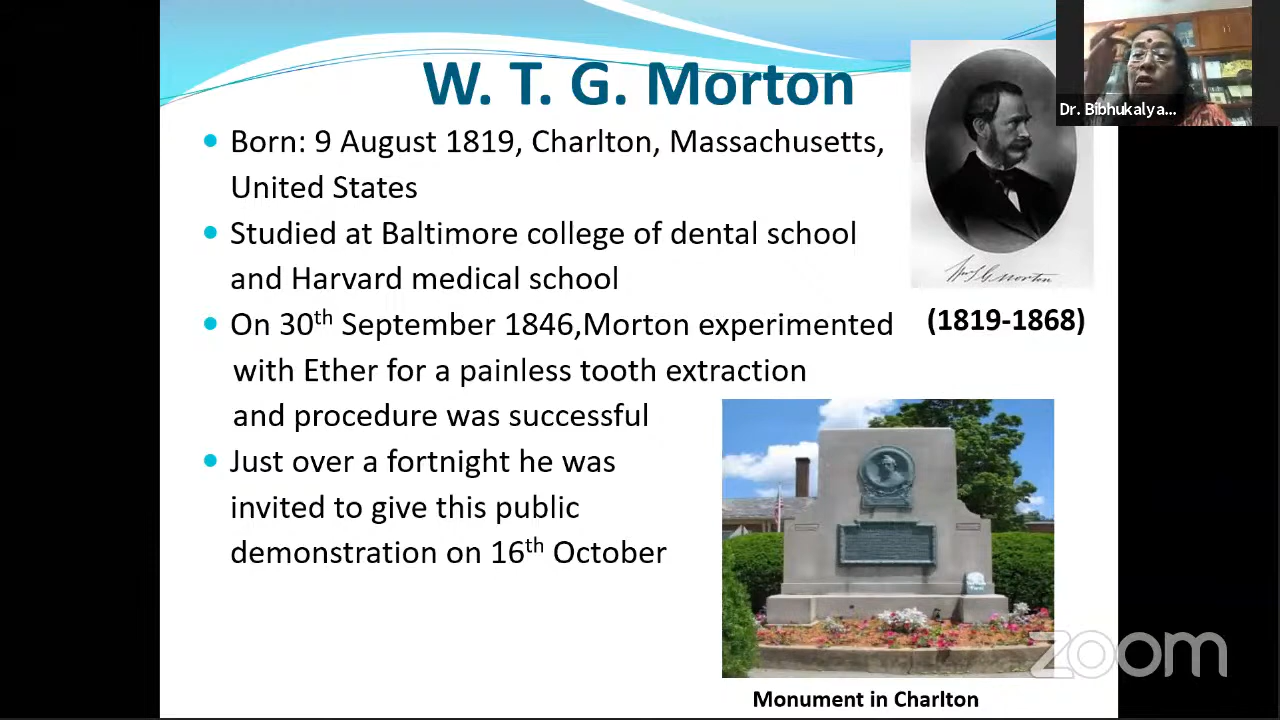 W. T. G. Morton
Dr. Bibhukalya...
Born: 9 August 1819, Charlton, Massachusetts,
United States
Studied at Baltimore college of dental school
and Harvard medical school
On 30th September 1846,Morton experimented
with Ether for a painless tooth extraction
and procedure was successful
Just over a fortnight he was
invited to give this public
demonstration on 16th October
Wm T. G. Morton
(1819-1868)
zoom
Monument in Charlton